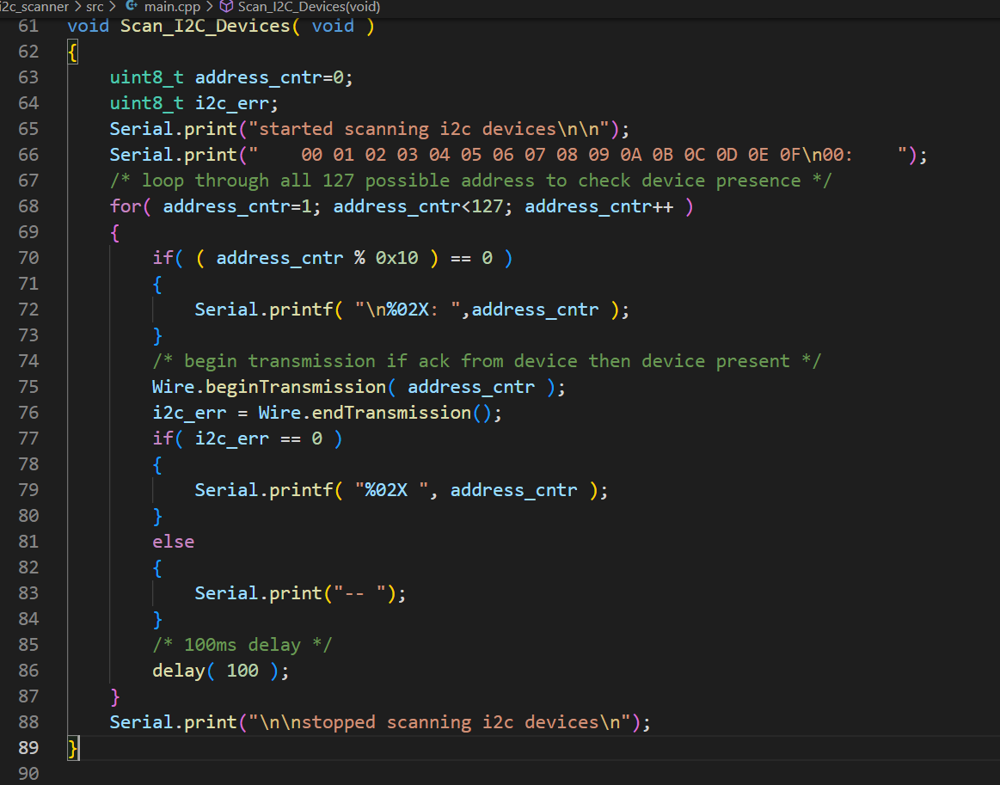 i2c_scanner > src > main.cpp > Scan_I2C_Devices(void)
61 void Scan_I2C_Devices( void )
62 {
63     uint8_t address_cntr=0;
64     uint8_t i2c_err;
65     Serial.print("started scanning i2c devices\n\n");
66     Serial.print("    00 01 02 03 04 05 06 07 08 09 0A 0B 0C 0D 0E 0F\n00:    ");
67     /* loop through all 127 possible address to check device presence */
68     for( address_cntr=1; address_cntr<127; address_cntr++ )
69     {
70         if( ( address_cntr % 0x10 ) == 0 )
71         {
72             Serial.printf( "\n%02X: ",address_cntr );
73         }
74         /* begin transmission if ack from device then device present */
75         Wire.beginTransmission( address_cntr );
76         i2c_err = Wire.endTransmission();
77         if( i2c_err == 0 )
78         {
79             Serial.printf( "%02X ", address_cntr );
80         }
81         else
82         {
83             Serial.print("-- ");
84         }
85         /* 100ms delay */
86         delay( 100 );
87     }
88     Serial.print("\n\nstopped scanning i2c devices\n");
89 }
90